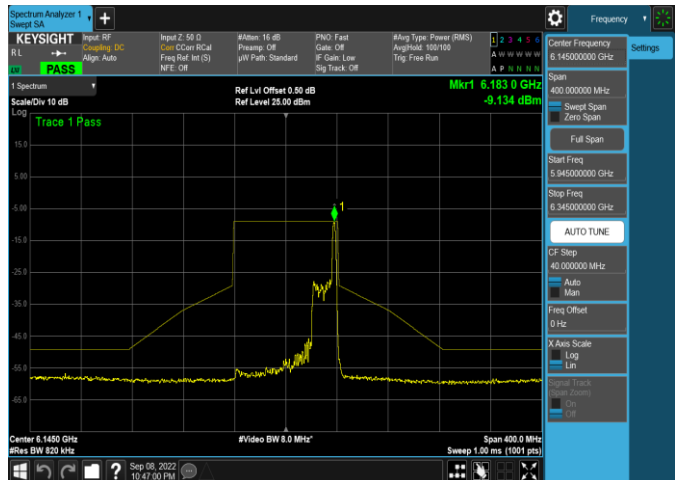 Spectrum Analyzer 1
Swept SA
+
Frequency
KEYSIGHT
RL
PASS
Input: RF
Coupling: DC
Align: Auto
Input Z: 50 Ω
Corr CCorr RCal
Freq Ref: Int (S)
NFE: Off
#Atten: 16 dB
Preamp: Off
µW Path: Standard
PNO: Fast
Gate: Off
IF Gain: Low
Sig Track: Off
#Avg Type: Power (RMS)
Avg|Hold: 100/100
Trig: Free Run
1 2 3 4 5 6
A W W W W W
A P N N N N
1 Spectrum
Scale/Div 10 dB
Ref Lvl Offset 0.50 dB
Ref Level 25.00 dBm
Mkr1 6.183 0 GHz
-9.134 dBm
Log
Trace 1 Pass
1
15.0
5.00
-5.00
-15.0
-25.0
-35.0
-45.0
-55.0
-65.0
Center 6.1450 GHz
#Res BW 820 kHz
#Video BW 8.0 MHz*
Span 400.0 MHz
Sweep 1.00 ms (1001 pts)
Sep 08, 2022
10:47:00 PM
?
Settings
Center Frequency
6.145000000 GHz
Span
400.000000 MHz
Swept Span
Zero Span
Full Span
Start Freq
5.945000000 GHz
Stop Freq
6.345000000 GHz
AUTO TUNE
CF Step
40.000000 MHz
Auto
Man
Freq Offset
0 Hz
X Axis Scale
Log
Lin
Signal Track
(Span Zoom)
On
Off